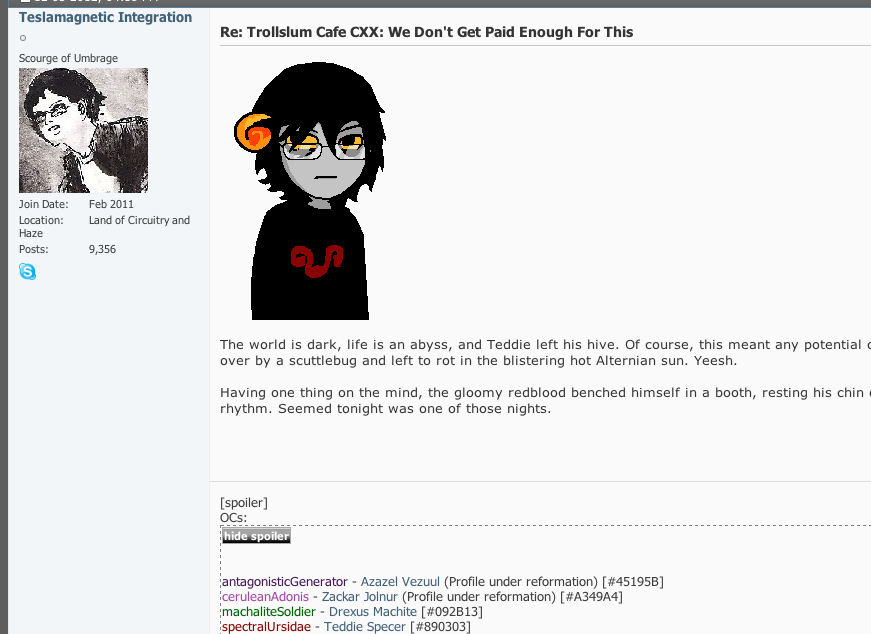 Teslamagnetic Integration
Scourge of Umbrage
Join Date: Feb 2011
Location: Land of Circuitry and
Haze
Posts: 9,356
Re: Trollslum Cafe CXX: We Don't Get Paid Enough For This
The world is dark, life is an abyss, and Teddie left his hive. Of course, this meant any potential
over by a scuttlebug and left to rot in the blistering hot Alternian sun. Yeesh.
Having one thing on the mind, the gloomy redblood benched himself in a booth, resting his chin
rhythm. Seemed tonight was one of those nights.
[spoiler]
OCs:
hide spoiler
antagonisticGenerator - Azazel Vezuul (Profile under reformation) [#45195B]
ceruleanAdonis - Zackar Jolnur (Profile under reformation) [#A349A4]
machaliteSoldier - Drexus Machite [#092B13]
spectralUrsidae - Teddie Specer [#890303]